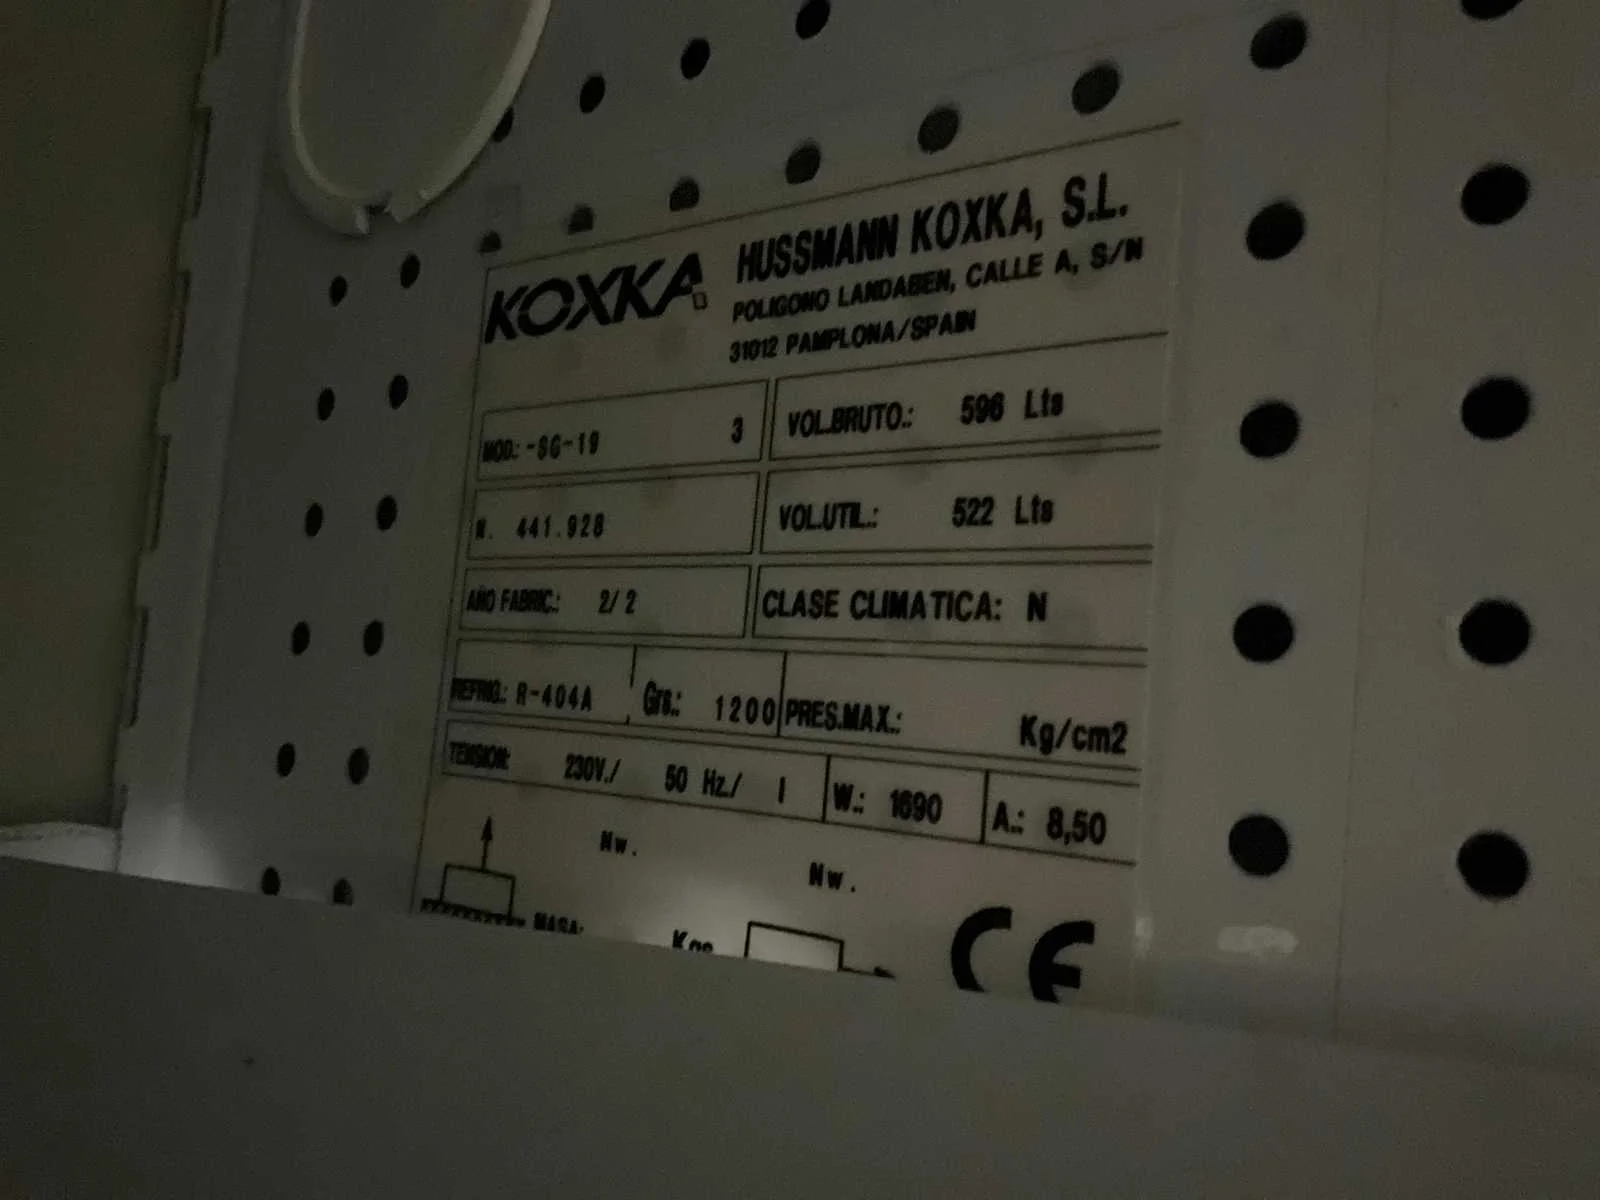 KOXKA
HUSSMANN KOXKA, S.L.
POLIGONO LANDABEN, CALLE A, S/N
31012 PAMPLONA/SPAIN
MOD.: -SG-19 3
VOL.BRUTO.: 596 Lts
N. 441.928
VOL.UTIL.: 522 Lts
AÑO FABRIC.: 2/ 2
CLASE CLIMATICA: N
REFRIG.: R-404A Grs.: 1200 PRES.MAX.: Kg/cm2
TENSION: 230V./ 50 Hz./ I W.: 1690 A.: 8,50
Nw. Nw.
MASA: Kgs
CE